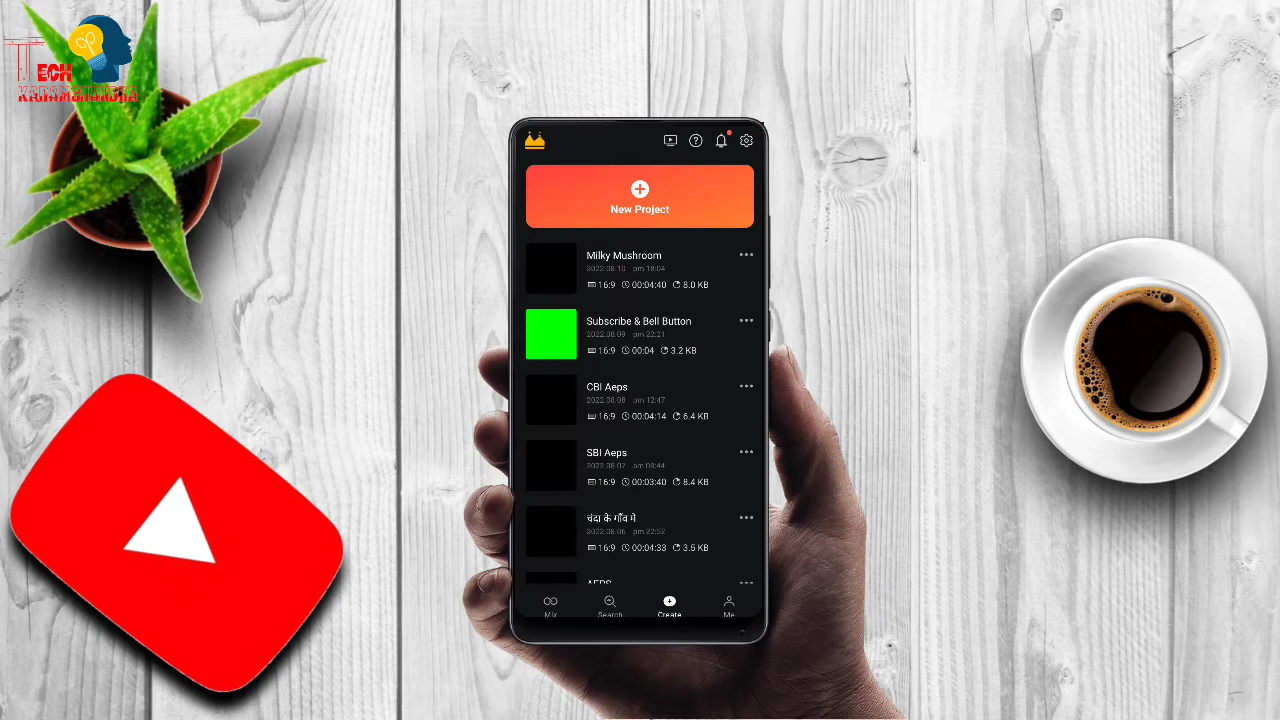 TECH
KARAMCHANDRA
New Project
Milky Mushroom
2022.08.10 pm 18:04
16:9 00:04:40 8.0 KB
Subscribe & Bell Button
2022.08.09 pm 22:21
16:9 00:04 3.2 KB
CBI Aeps
2022.08.08 pm 12:47
16:9 00:04:14 6.4 KB
SBI Aeps
2022.08.07 am 08:44
16:9 00:03:40 8.4 KB
चंदा के गाँव मे
2022.08.06 pm 22:52
16:9 00:04:33 3.5 KB
AEPS
Mix Search Create Me